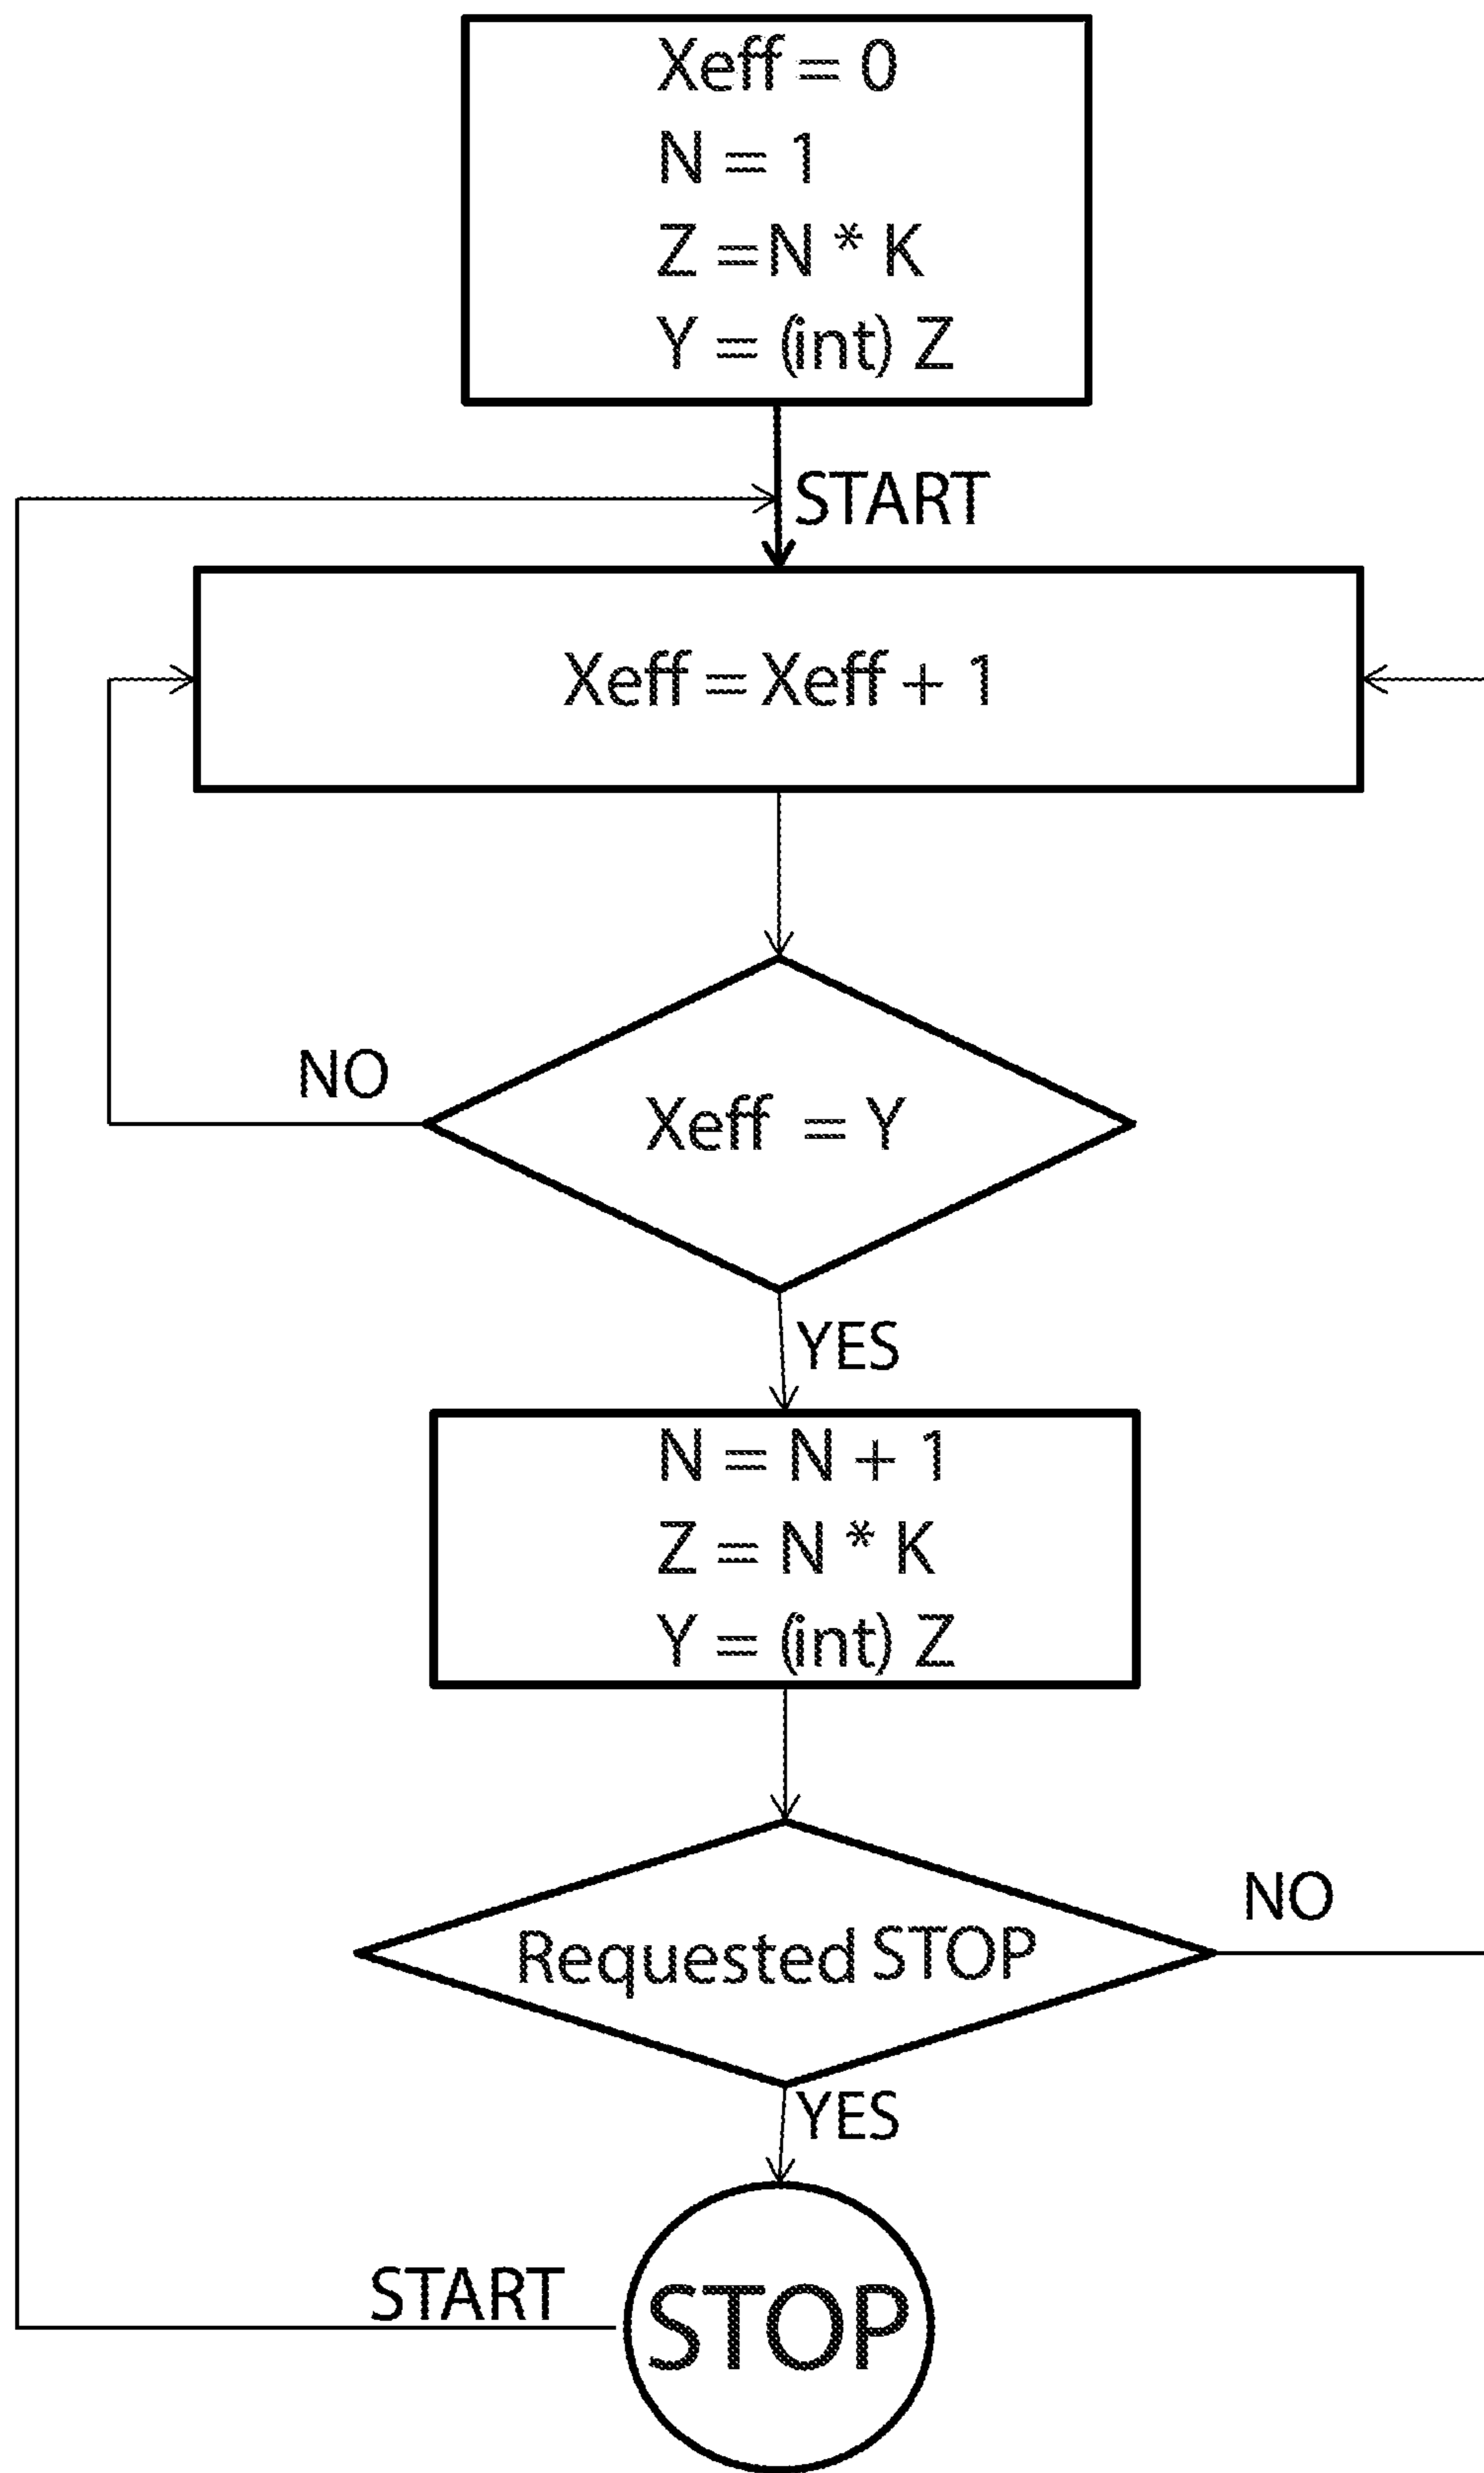 Xeff = 0
N = 1
Z = N * K
Y = (int) Z
START
Xeff = Xeff + 1
NO
Xeff = Y
YES
N = N + 1
Z = N * K
Y = (int) Z
NO
Requested STOP
YES
START
STOP